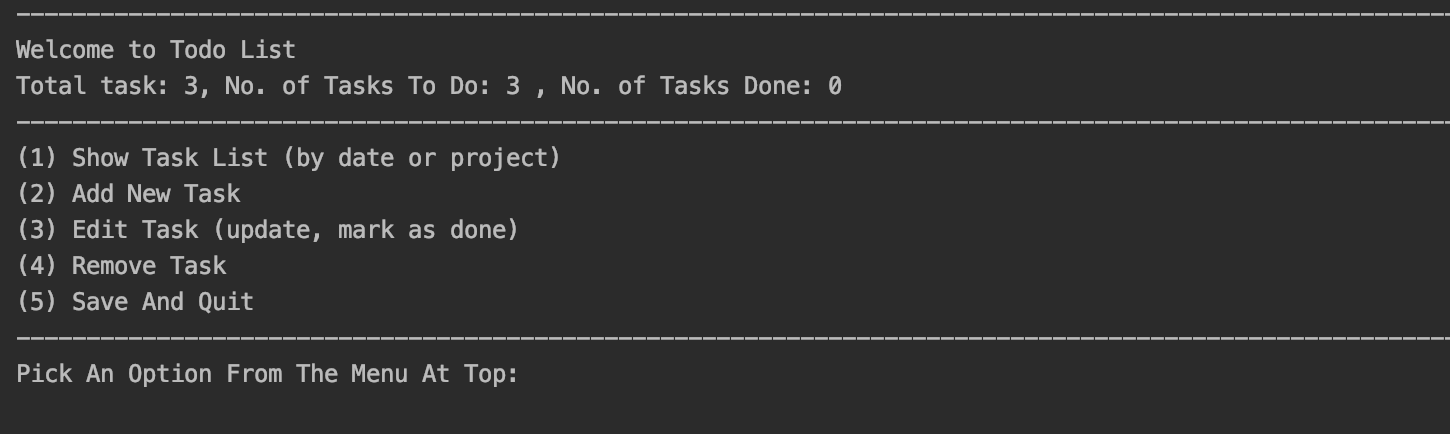 Welcome to Todo List
Total task: 3, No. of Tasks To Do: 3 , No. of Tasks Done: 0
(1) Show Task List (by date or project)
(2) Add New Task
(3) Edit Task (update, mark as done)
(4) Remove Task
(5) Save And Quit
Pick An Option From The Menu At Top: